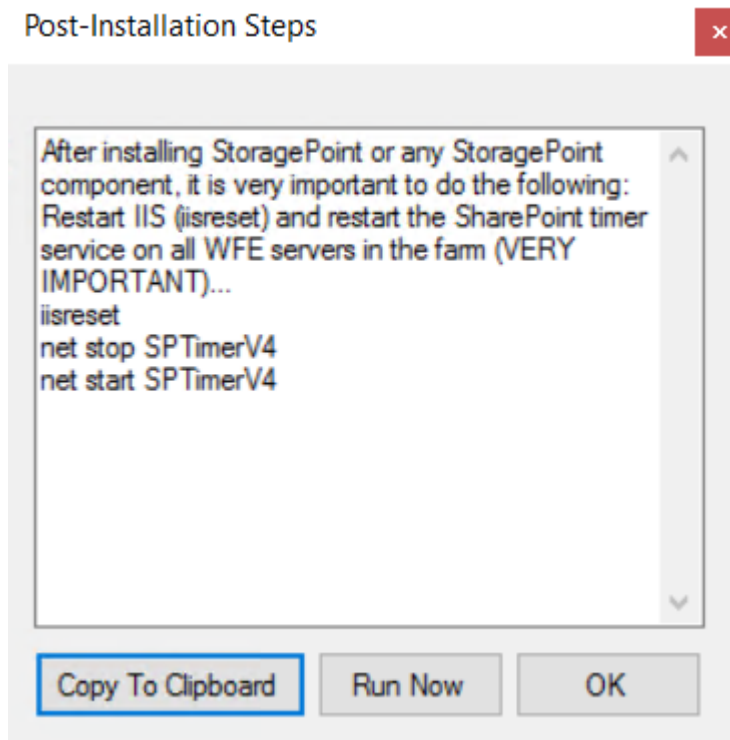 Post-Installation Steps
After installing StoragePoint or any StoragePoint
component, it is very important to do the following:
Restart IIS (iisreset) and restart the SharePoint timer
service on all WFE servers in the farm (VERY
IMPORTANT)...
iisreset
net stop SPTimerV4
net start SPTimerV4
Copy To Clipboard
Run Now
OK